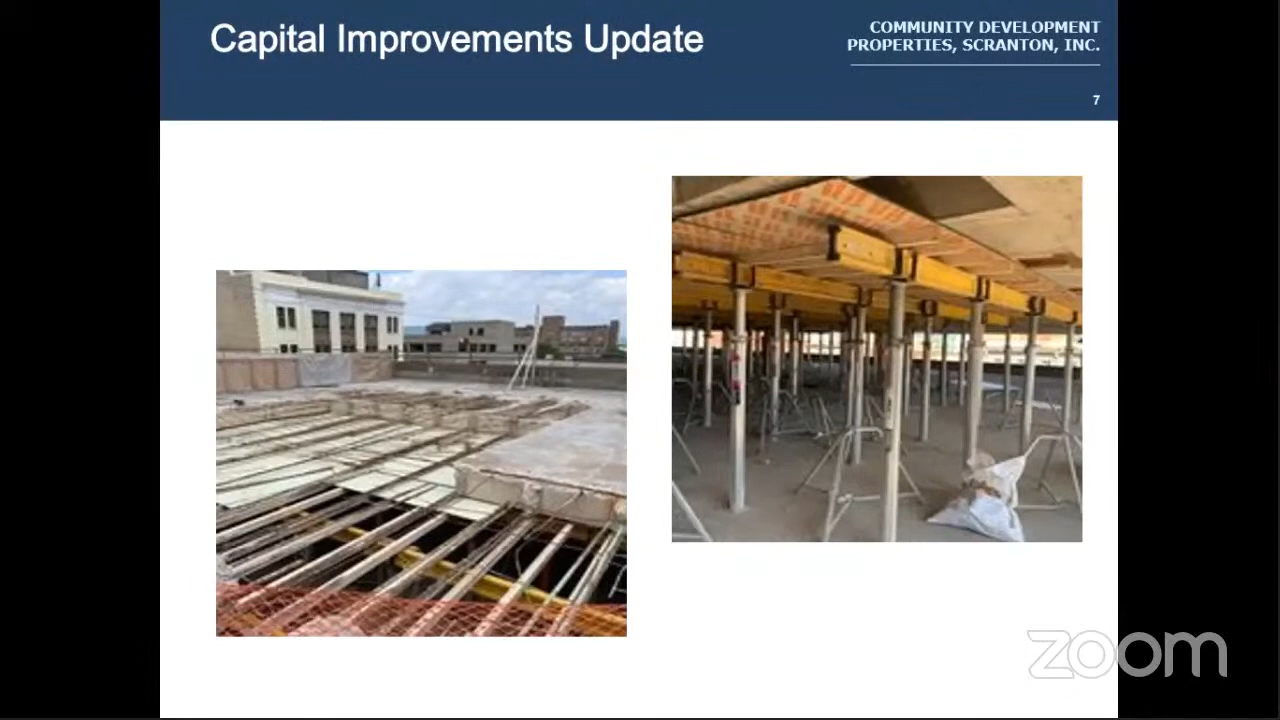 Capital Improvements Update
COMMUNITY DEVELOPMENT
PROPERTIES, SCRANTON, INC.
7
zoom